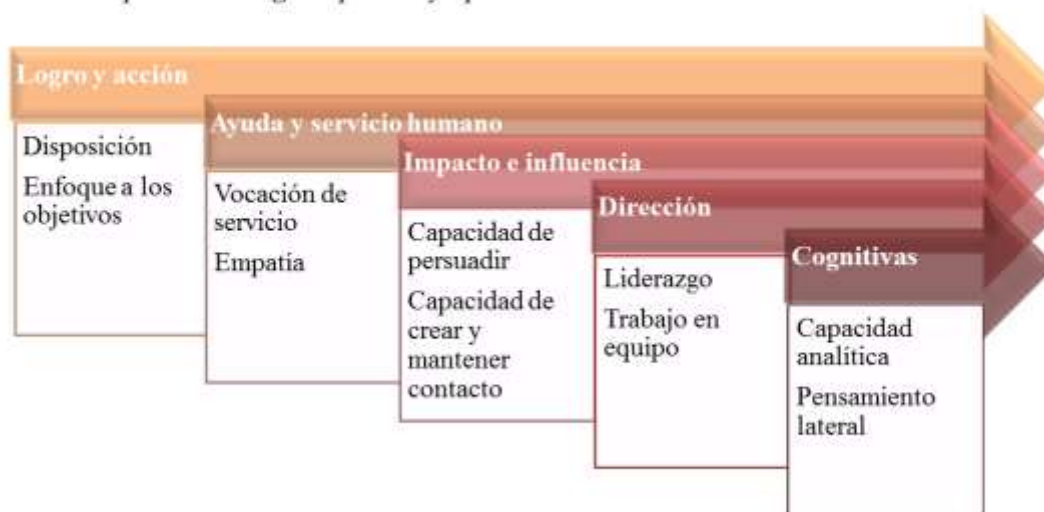 Logro y acción
Disposición
Enfoque a los
objetivos
Ayuda y servicio humano
Vocación de
servicio
Empatía
Impacto e influencia
Capacidad de
persuadir
Capacidad de
crear y
mantener
contacto
Dirección
Liderazgo
Trabajo en
equipo
Cognitivas
Capacidad
analítica
Pensamiento
lateral